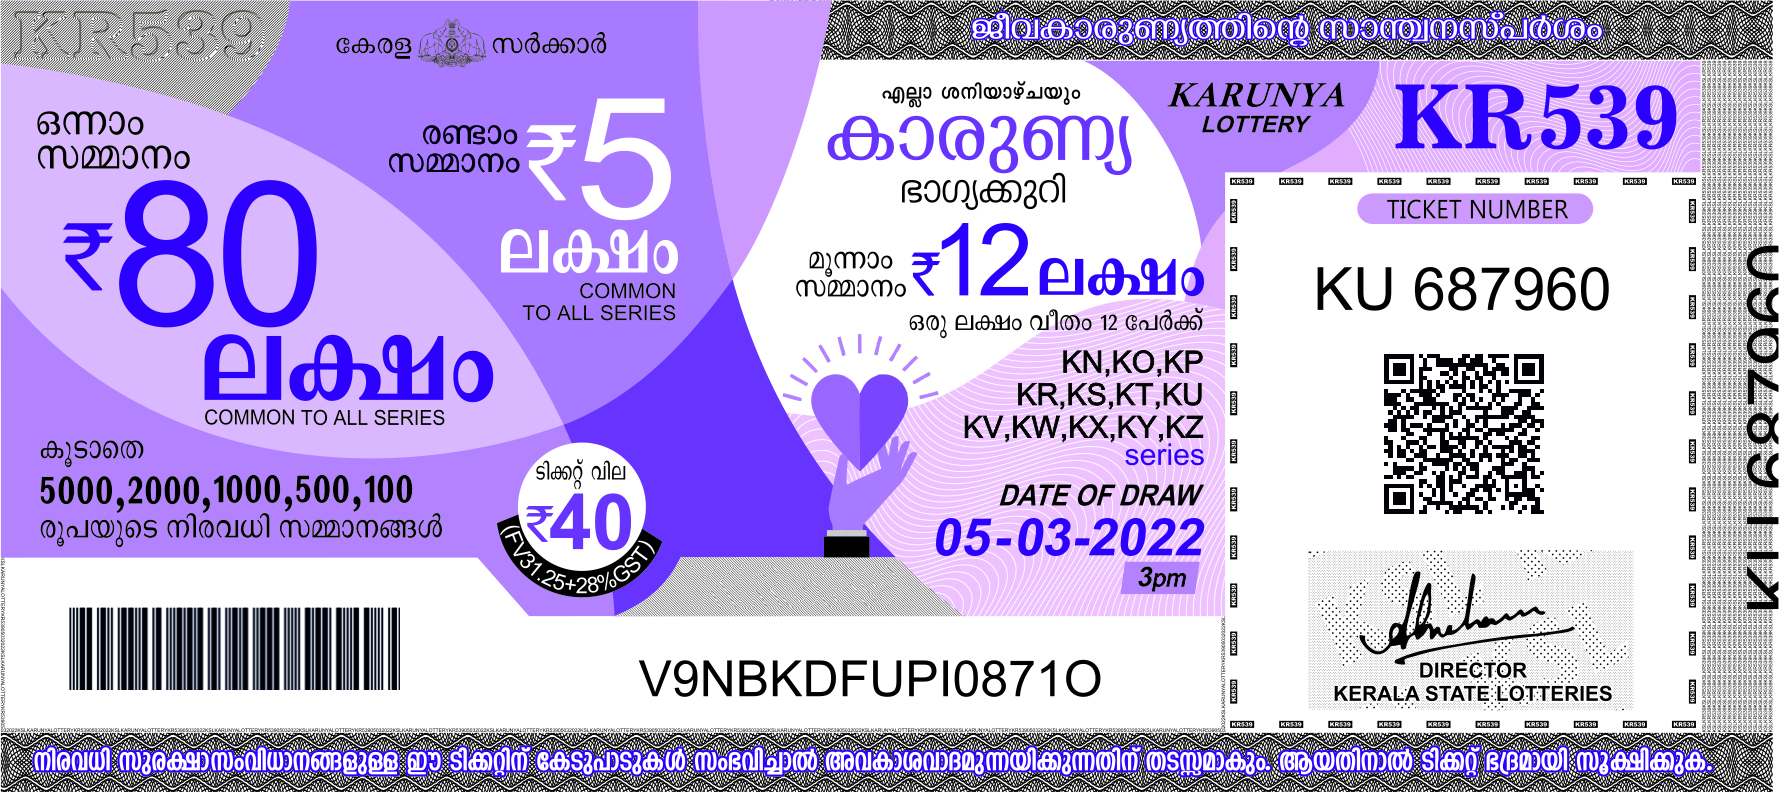 KR539
കേരള സർക്കാർ
ജീവകാരുണ്യത്തിന്റെ സാന്ത്വനസ്പർശം
ഒന്നാം
സമ്മാനം
₹80
ലക്ഷം
COMMON TO ALL SERIES
രണ്ടാം
സമ്മാനം
₹5
ലക്ഷം
COMMON
TO ALL SERIES
കൂടാതെ
5000,2000,1000,500,100
രൂപയുടെ നിരവധി സമ്മാനങ്ങൾ
ടിക്കറ്റ് വില
₹40
(FV31.25+28%GST)
എല്ലാ ശനിയാഴ്ചയും
കാരുണ്യ
ഭാഗ്യക്കുറി
മൂന്നാം
സമ്മാനം
₹12 ലക്ഷം
ഒരു ലക്ഷം വീതം 12 പേർക്ക്
KN,KO,KP
KR,KS,KT,KU
KV,KW,KX,KY,KZ
series
DATE OF DRAW
05-03-2022
3pm
KARUNYA
LOTTERY
KR539
TICKET NUMBER
KU 687960
DIRECTOR
KERALA STATE LOTTERIES
KU 687960
V9NBKDFUPI0871O
നിരവധി സുരക്ഷാസംവിധാനങ്ങളുള്ള ഈ ടിക്കറ്റിന് കേടുപാടുകൾ സംഭവിച്ചാൽ അവകാശവാദമുന്നയിക്കുന്നതിന് തടസ്സമാകും. ആയതിനാൽ ടിക്കറ്റ് ഭദ്രമായി സൂക്ഷിക്കുക.